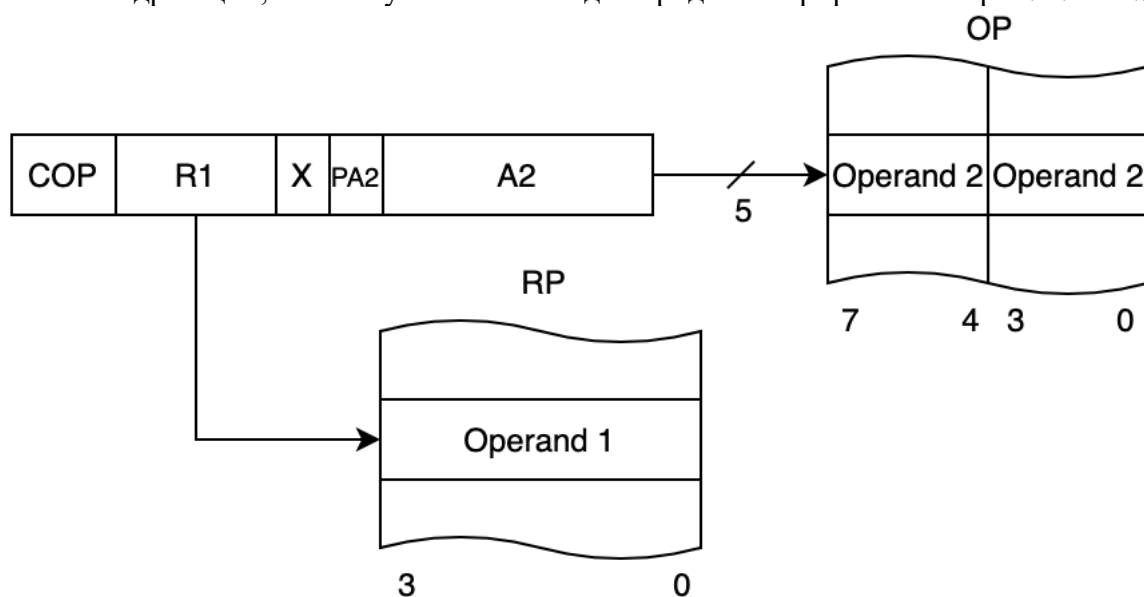 OP
COP R1 X PA2 A2
Operand 2 Operand 2
5
RP
7 4 3 0
Operand 1
3 0